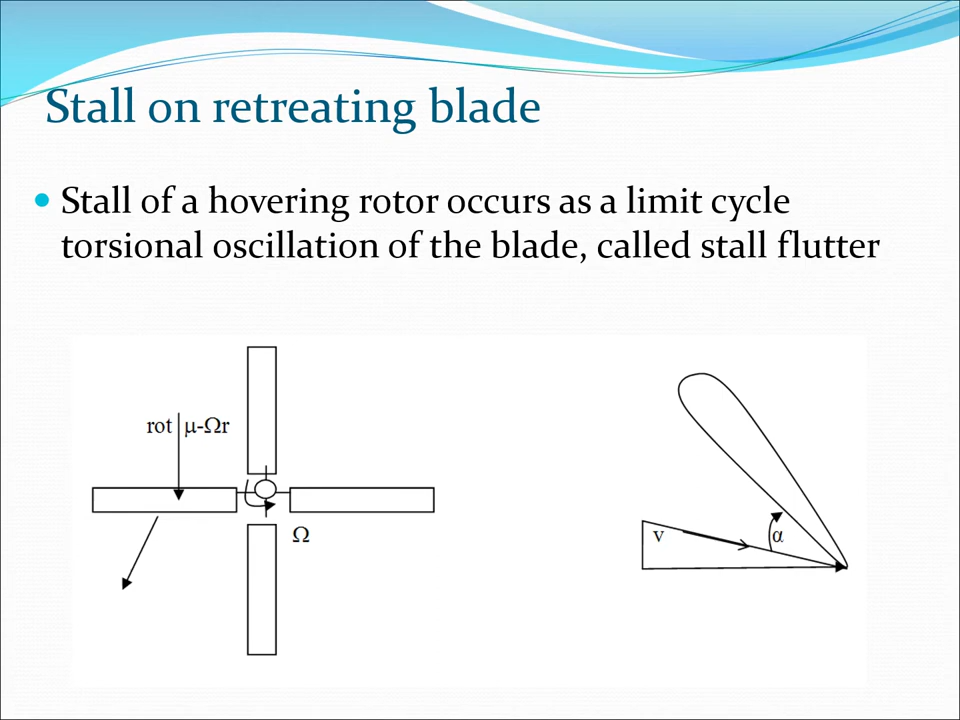 Stall on retreating blade
Stall of a hovering rotor occurs as a limit cycle
torsional oscillation of the blade, called stall flutter
rot μ-Ωr
Ω
v
α